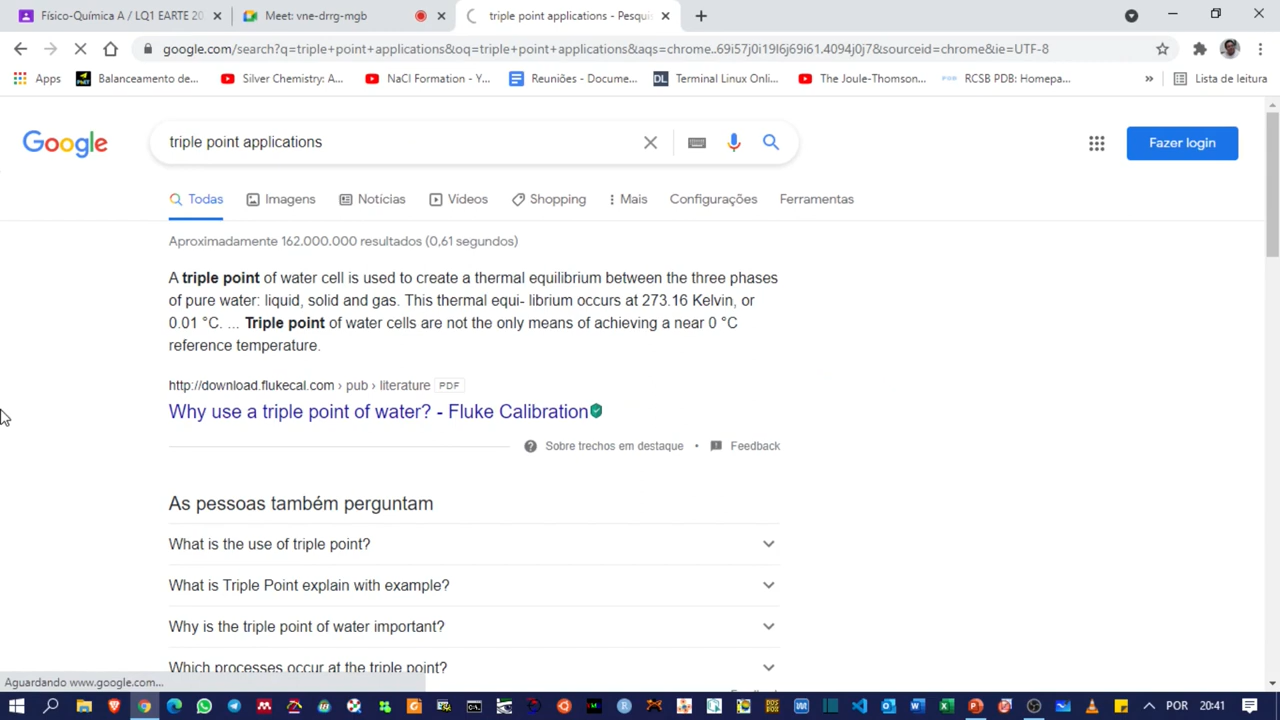 Físico-Química A / LQ1 EARTE 20
Meet: vne-drrg-mgb
triple point applications - Pesqui
google.com/search?q=triple+point+applications&oq=triple+point+applications&aqs=chrome..69i57j0i19l6j69i61.4094j0j7&sourceid=chrome&ie=UTF-8
Apps
Balanceamento de...
Silver Chemistry: A...
NaCl Formation - Y...
Reuniões - Docume...
Terminal Linux Onli...
The Joule-Thomson...
RCSB PDB: Homepa...
»
Lista de leitura
Google
triple point applications
Fazer login
Todas
Imagens
Notícias
Vídeos
Shopping
Mais
Configurações
Ferramentas
Aproximadamente 162.000.000 resultados (0,61 segundos)
A triple point of water cell is used to create a thermal equilibrium between the three phases
of pure water: liquid, solid and gas. This thermal equi- librium occurs at 273.16 Kelvin, or
0.01 °C. ... Triple point of water cells are not the only means of achieving a near 0 °C
reference temperature.
http://download.flukecal.com › pub › literature PDF
Why use a triple point of water? - Fluke Calibration
Sobre trechos em destaque • Feedback
As pessoas também perguntam
What is the use of triple point?
What is Triple Point explain with example?
Why is the triple point of water important?
Which processes occur at the triple point?
Aguardando www.google.com...
POR
20:41